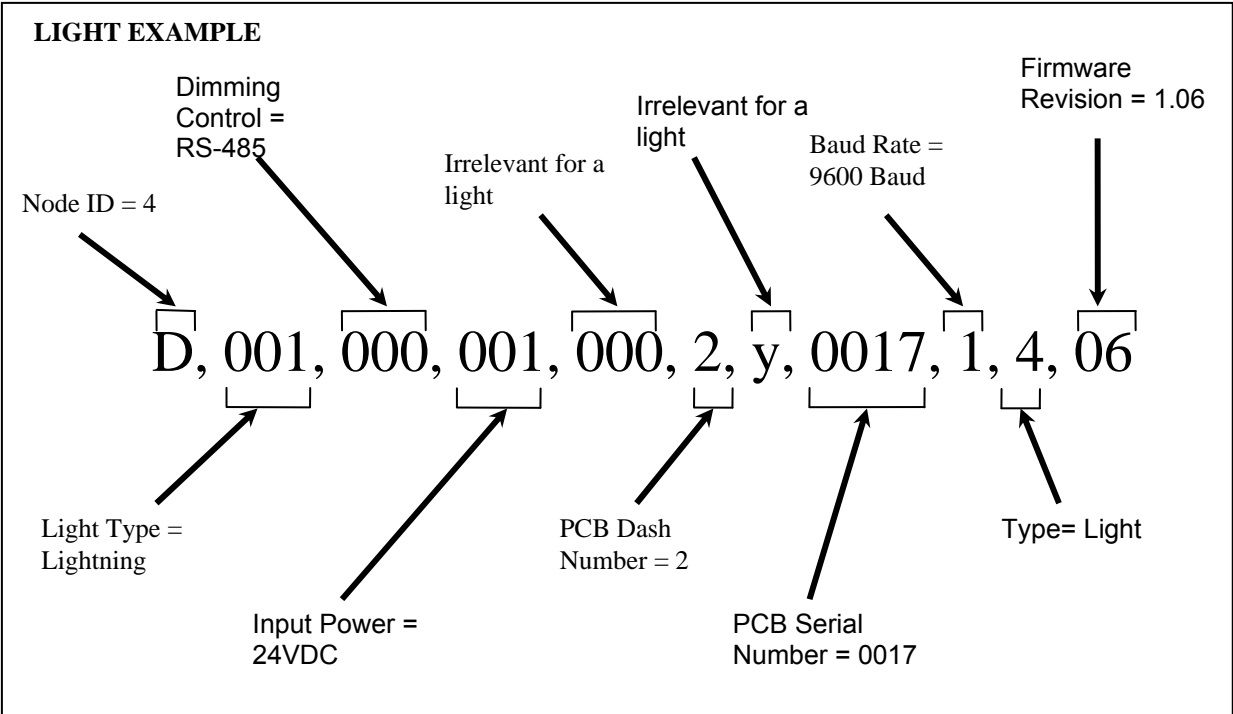 LIGHT EXAMPLE
Dimming
Control =
RS-485
Firmware
Revision = 1.06
Irrelevant for a
light
Baud Rate =
9600 Baud
Irrelevant for a
light
Node ID = 4
D, 001, 000, 001, 000, 2, y, 0017, 1, 4, 06
Light Type =
Lightning
PCB Dash
Number = 2
Type= Light
Input Power =
24VDC
PCB Serial
Number = 0017